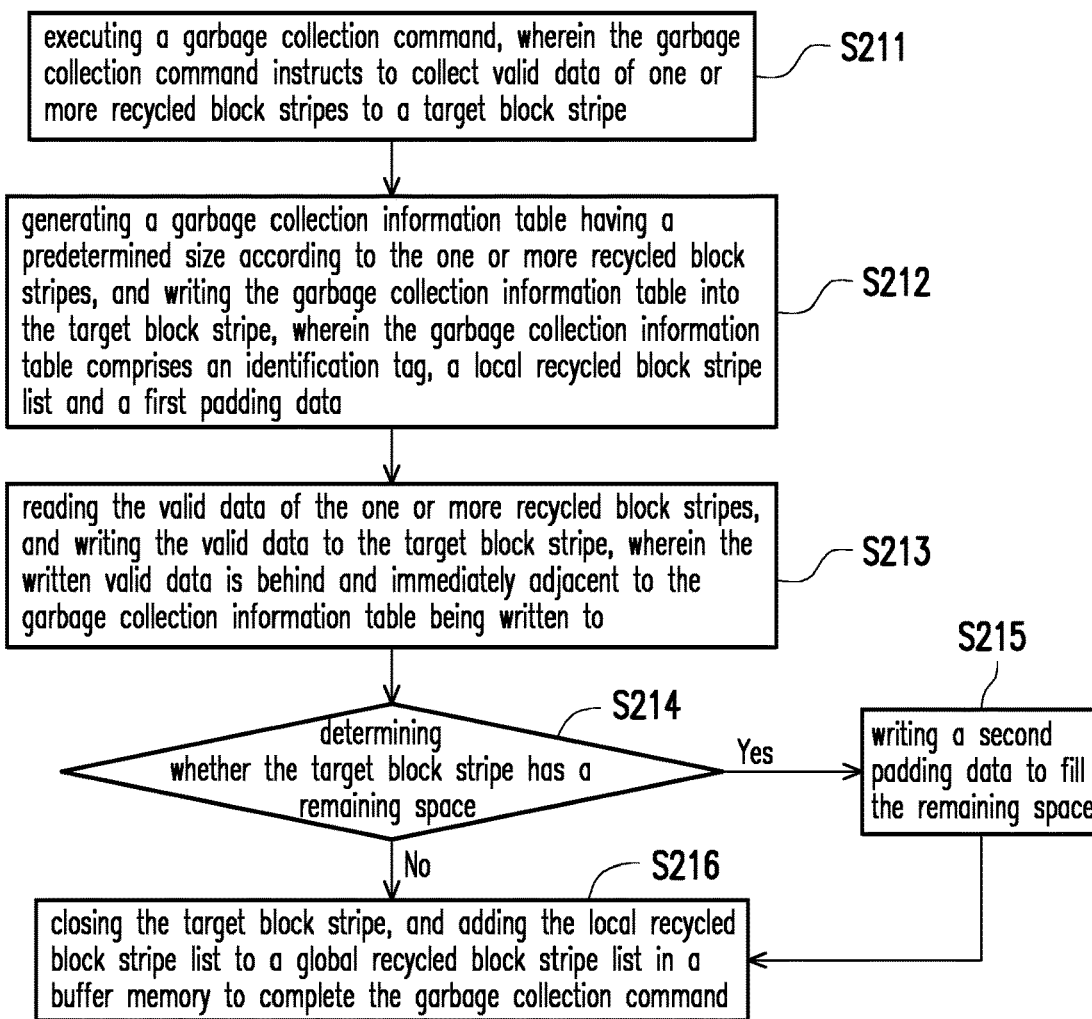 executing a garbage collection command, wherein the garbage
collection command instructs to collect valid data of one or
more recycled block stripes to a target block stripe
S211
generating a garbage collection information table having a
predetermined size according to the one or more recycled block
stripes, and writing the garbage collection information table into
the target block stripe, wherein the garbage collection information
table comprises an identification tag, a local recycled block stripe
list and a first padding data
S212
reading the valid data of the one or more recycled block stripes,
and writing the valid data to the target block stripe, wherein the
written valid data is behind and immediately adjacent to the
garbage collection information table being written to
S213
determining
whether the target block stripe has a
remaining space
S214
Yes
S215
writing a second
padding data to fill
the remaining space
No
S216
closing the target block stripe, and adding the local recycled
block stripe list to a global recycled block stripe list in a
buffer memory to complete the garbage collection command